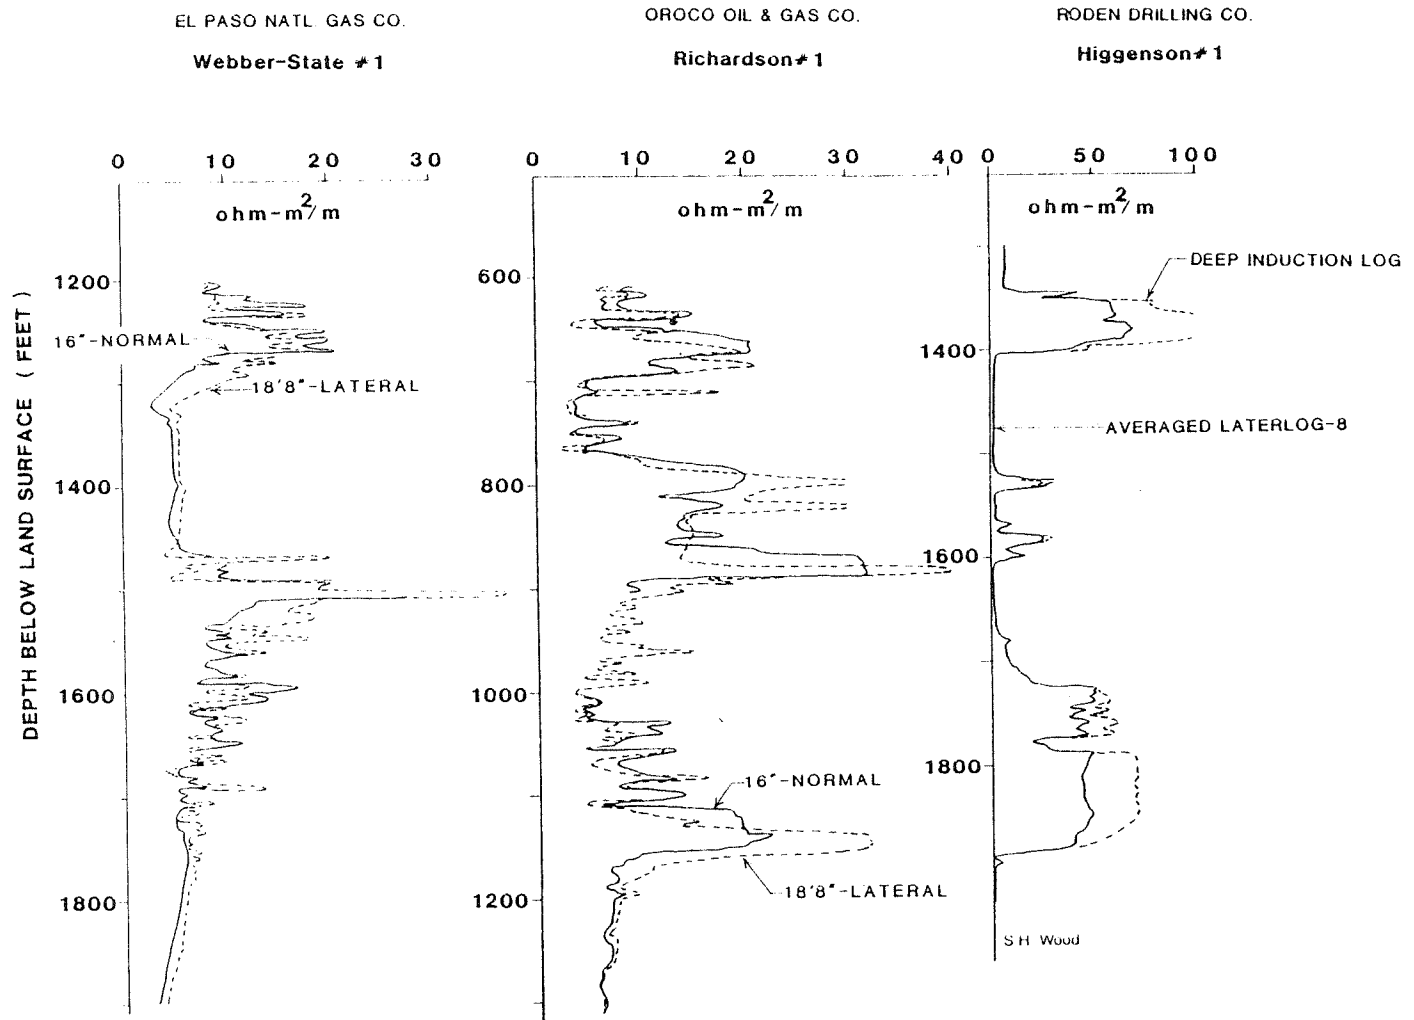 EL PASO NATL. GAS CO.
Webber-State #1
OROCO OIL & GAS CO.
Richardson #1
RODEN DRILLING CO.
Higgenson #1
0 10 20 30
ohm-m²/m
0 10 20 30 40
ohm-m²/m
0 50 100
ohm-m²/m
DEPTH BELOW LAND SURFACE (FEET)
1200
1400
1600
1800
16"-NORMAL
18'8"-LATERAL
600
800
1000
1200
16"-NORMAL
18'8"-LATERAL
1400
1600
1800
DEEP INDUCTION LOG
AVERAGED LATERLOG-8
S H Wood